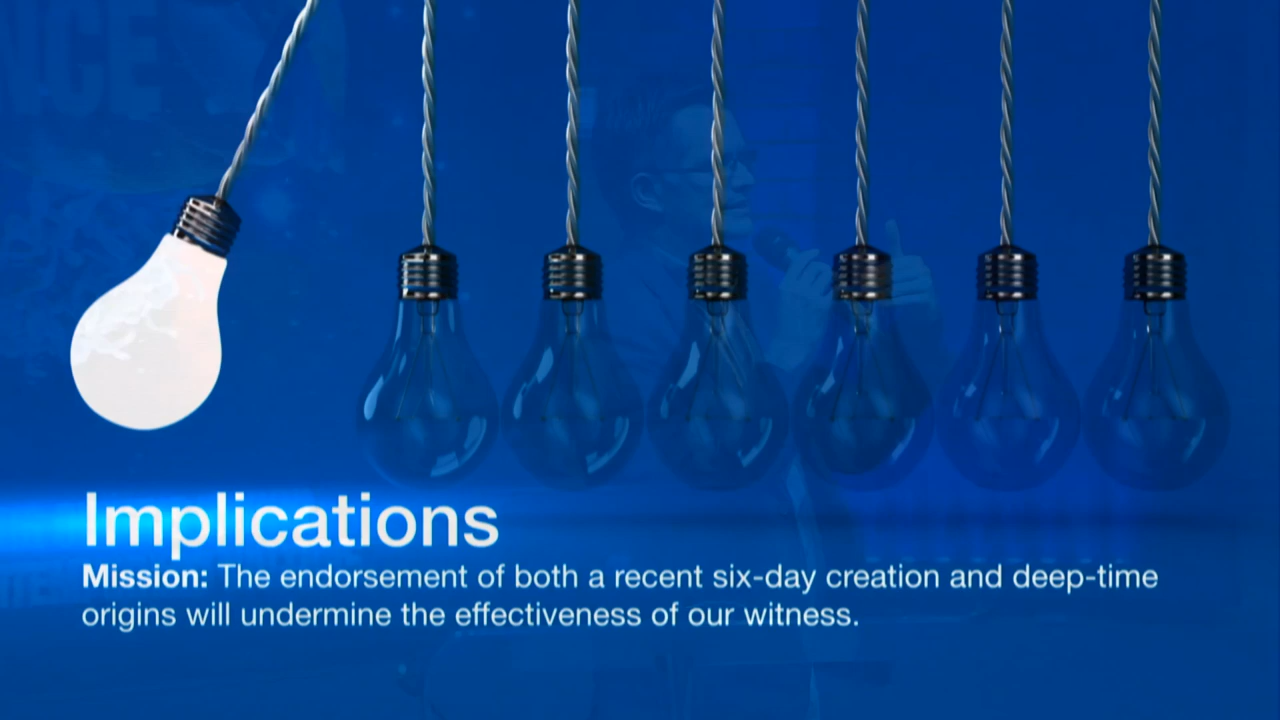 NCE
Implications
Mission: The endorsement of both a recent six-day creation and deep-time
origins will undermine the effectiveness of our witness.